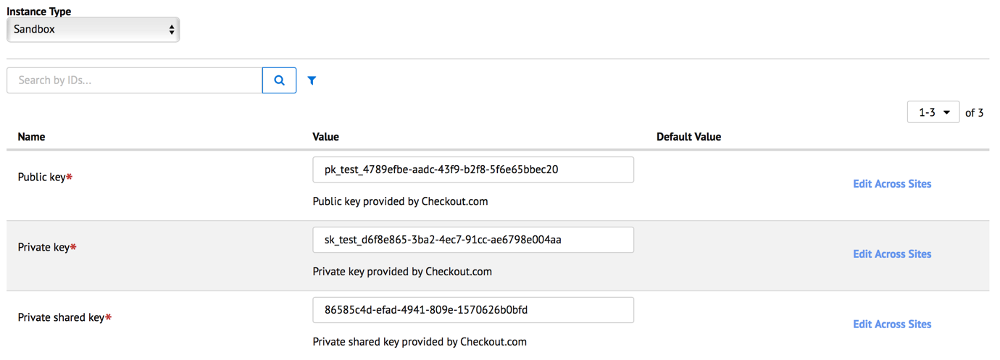 Instance Type
Sandbox
Search by IDs...
1-3 of 3
Name Value Default Value
Public key* pk_test_4789efbe-aadc-43f9-b2f8-5f6e65bbec20 Edit Across Sites
Public key provided by Checkout.com
Private key* sk_test_d6f8e865-3ba2-4ec7-91cc-ae6798e004aa Edit Across Sites
Private key provided by Checkout.com
Private shared key* 86585c4d-efad-4941-809e-1570626b0bfd Edit Across Sites
Private shared key provided by Checkout.com